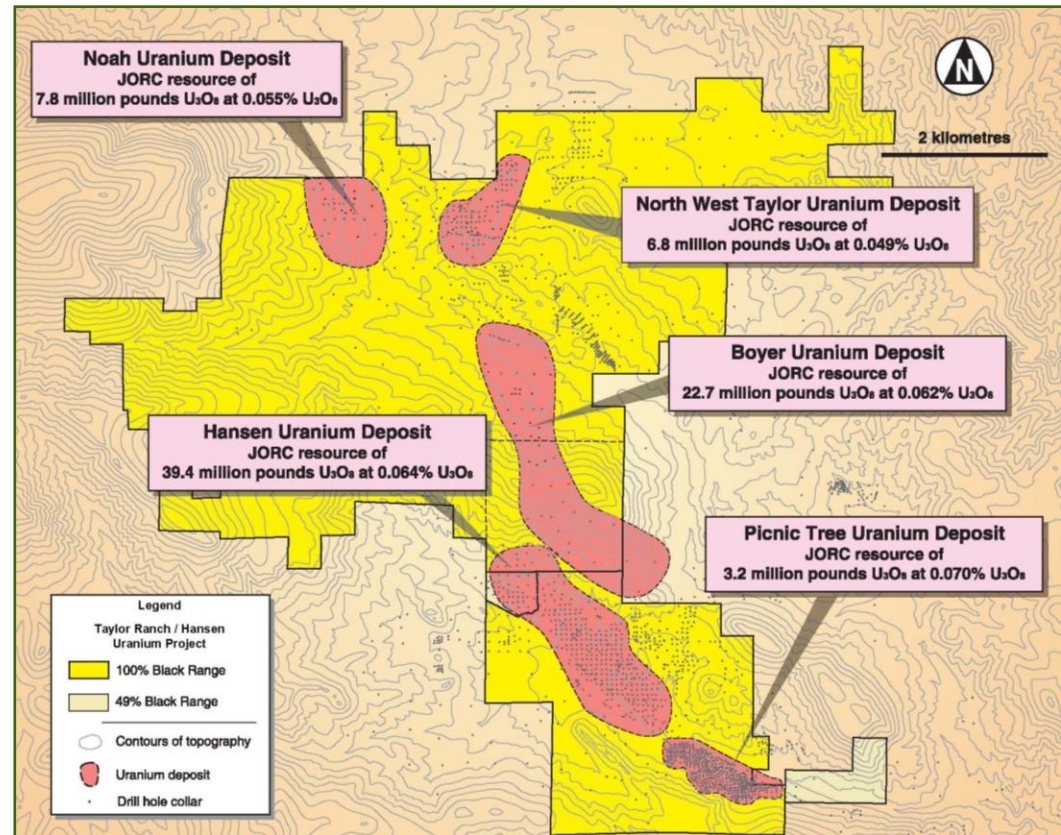 Noah Uranium Deposit
JORC resource of
7.8 million pounds U₃O₈ at 0.055% U₃O₈
N
2 kilometres
North West Taylor Uranium Deposit
JORC resource of
6.8 million pounds U₃O₈ at 0.049% U₃O₈
Boyer Uranium Deposit
JORC resource of
22.7 million pounds U₃O₈ at 0.062% U₃O₈
Hansen Uranium Deposit
JORC resource of
39.4 million pounds U₃O₈ at 0.064% U₃O₈
Picnic Tree Uranium Deposit
JORC resource of
3.2 million pounds U₃O₈ at 0.070% U₃O₈
Legend
Taylor Ranch / Hansen
Uranium Project
100% Black Range
49% Black Range
Contours of topography
Uranium deposit
Drill hole collar